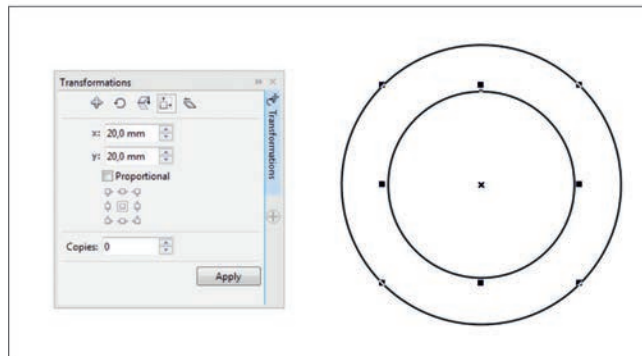 Transformations
Transformations
x: 20,0 mm
y: 20,0 mm
Proportional
Copies: 0
Apply